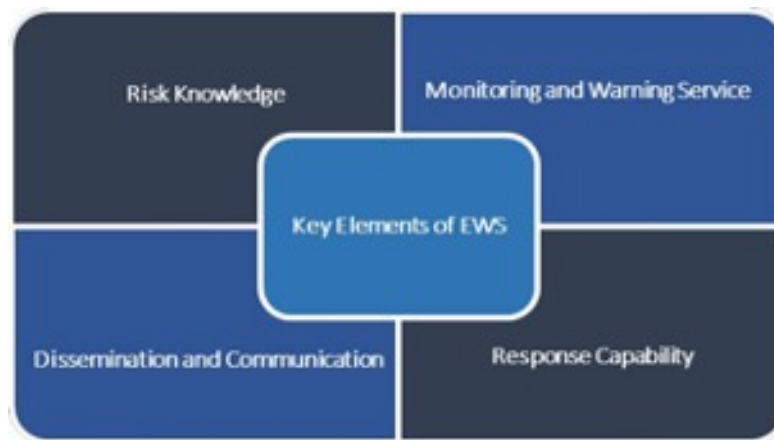 Risk Knowledge
Monitoring and Warning Service
Key Elements of EWS
Dissemination and Communication
Response Capability